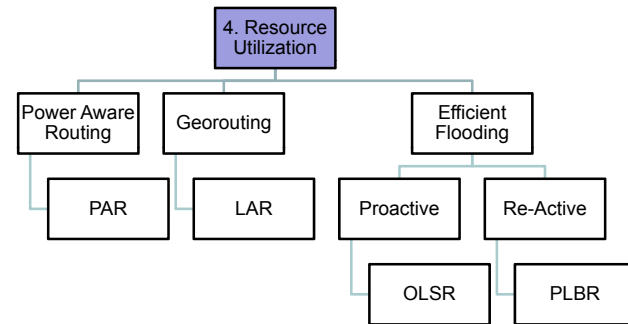 4. Resource
Utilization
Power Aware
Routing
Georouting
Efficient
Flooding
PAR
LAR
Proactive
Re-Active
OLSR
PLBR